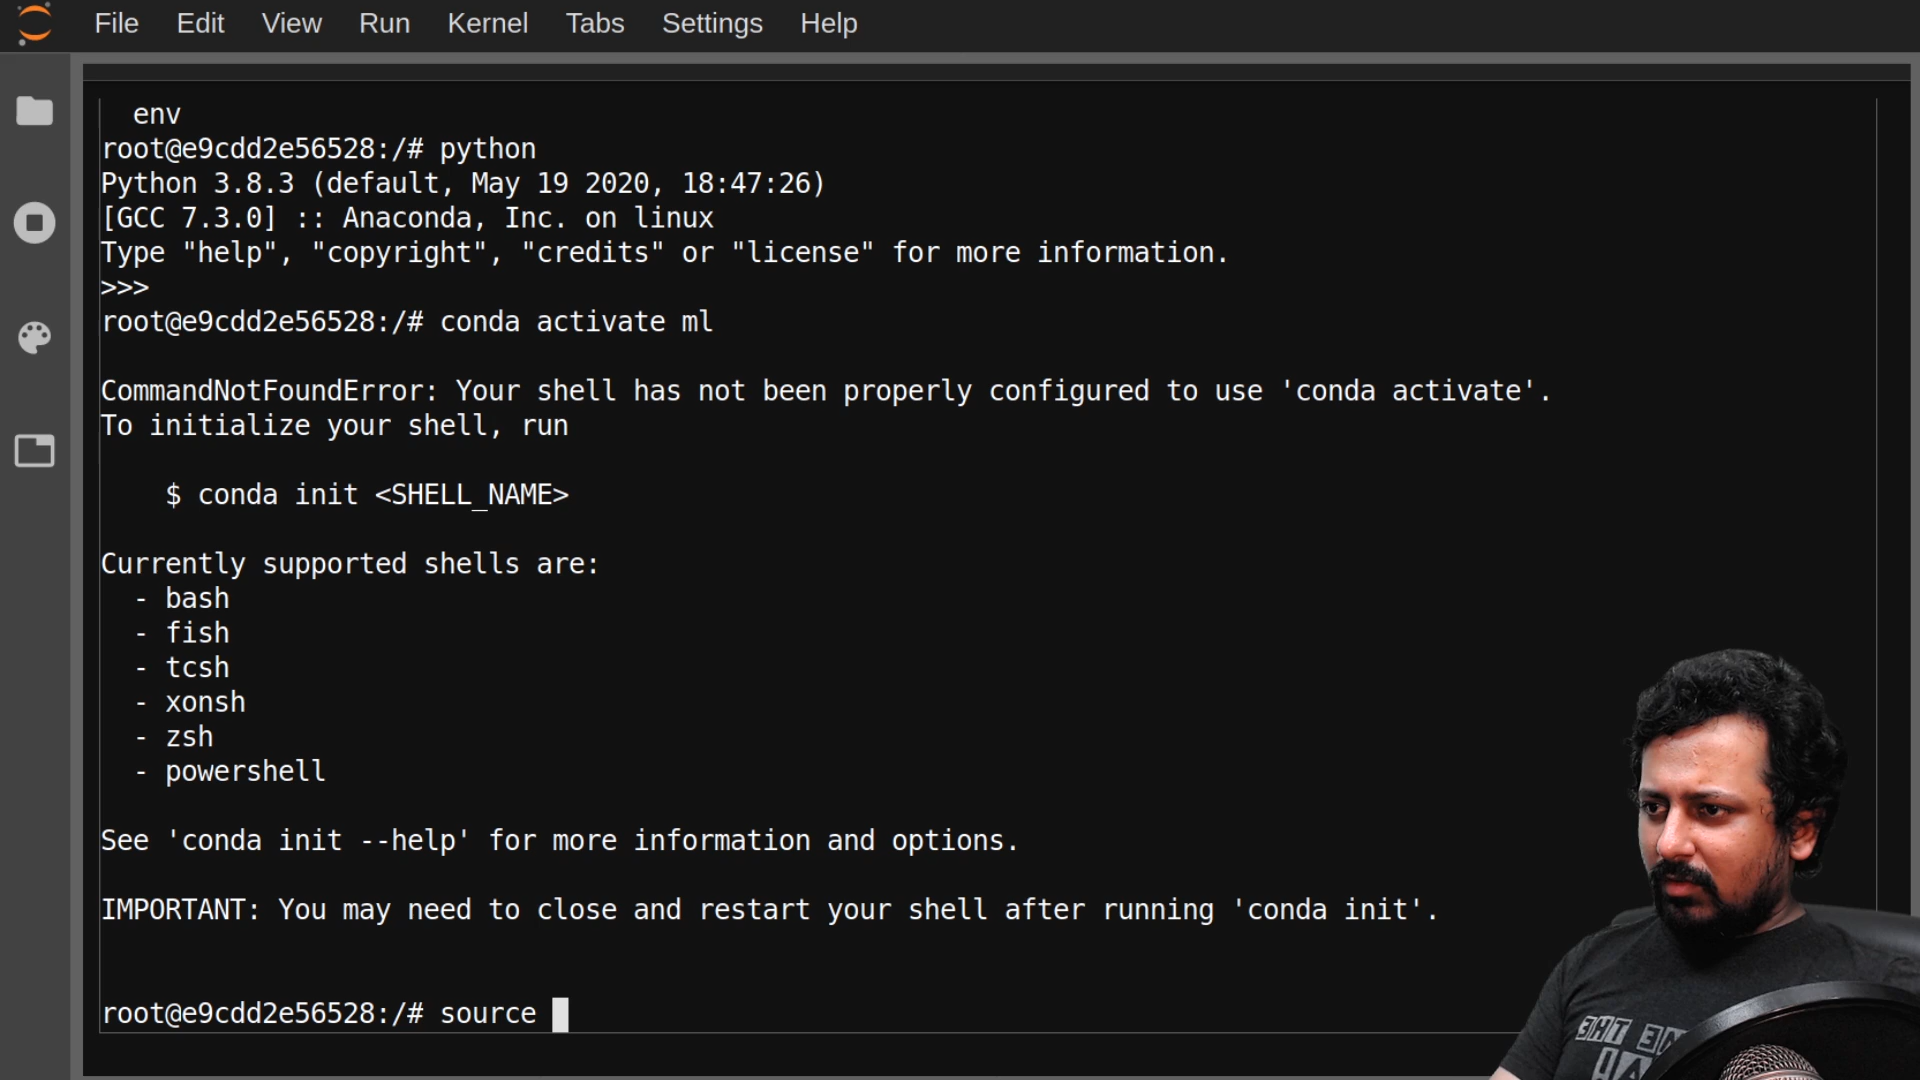 File Edit View Run Kernel Tabs Settings Help
env
root@e9cdd2e56528:/# python
Python 3.8.3 (default, May 19 2020, 18:47:26)
[GCC 7.3.0] :: Anaconda, Inc. on linux
Type "help", "copyright", "credits" or "license" for more information.
>>>
root@e9cdd2e56528:/# conda activate ml
CommandNotFoundError: Your shell has not been properly configured to use 'conda activate'.
To initialize your shell, run
$ conda init <SHELL_NAME>
Currently supported shells are:
- bash
- fish
- tcsh
- xonsh
- zsh
- powershell
See 'conda init --help' for more information and options.
IMPORTANT: You may need to close and restart your shell after running 'conda init'.
root@e9cdd2e56528:/# source